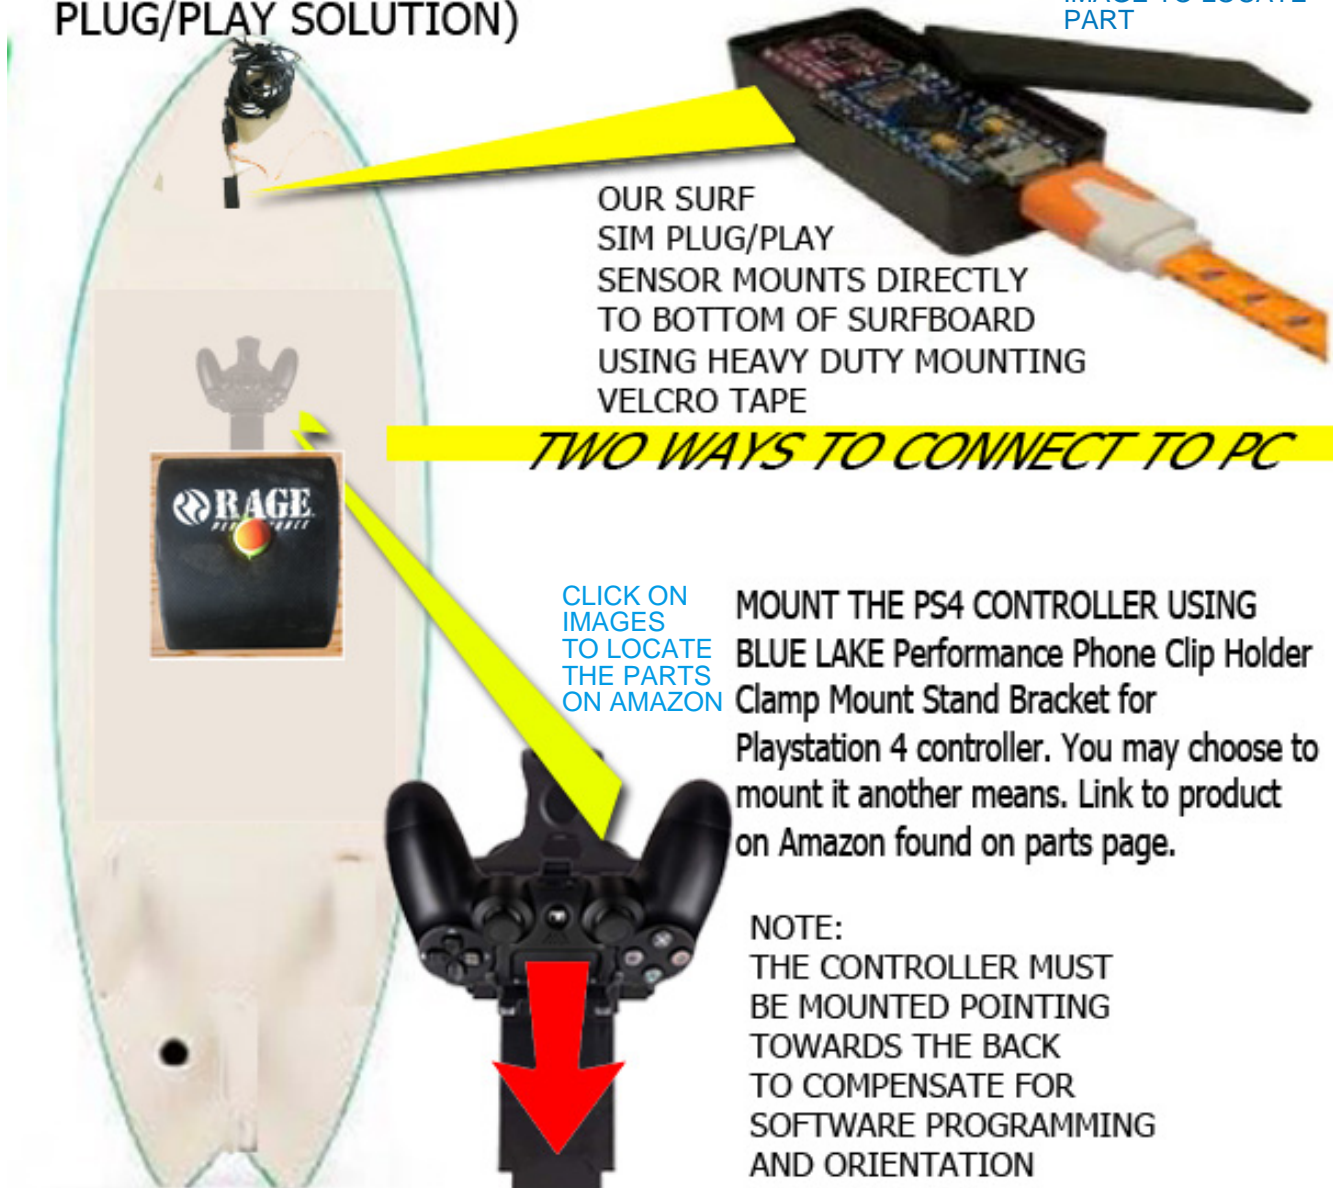 PLUG/PLAY SOLUTION)
IMAGE TO LOCATE
PART
OUR SURF
SIM PLUG/PLAY
SENSOR MOUNTS DIRECTLY
TO BOTTOM OF SURFBOARD
USING HEAVY DUTY MOUNTING
VELCRO TAPE
TWO WAYS TO CONNECT TO PC
RAGE
CLICK ON
IMAGES
TO LOCATE
THE PARTS
ON AMAZON
MOUNT THE PS4 CONTROLLER USING
BLUE LAKE Performance Phone Clip Holder
Clamp Mount Stand Bracket for
Playstation 4 controller. You may choose to
mount it another means. Link to product
on Amazon found on parts page.
NOTE:
THE CONTROLLER MUST
BE MOUNTED POINTING
TOWARDS THE BACK
TO COMPENSATE FOR
SOFTWARE PROGRAMMING
AND ORIENTATION